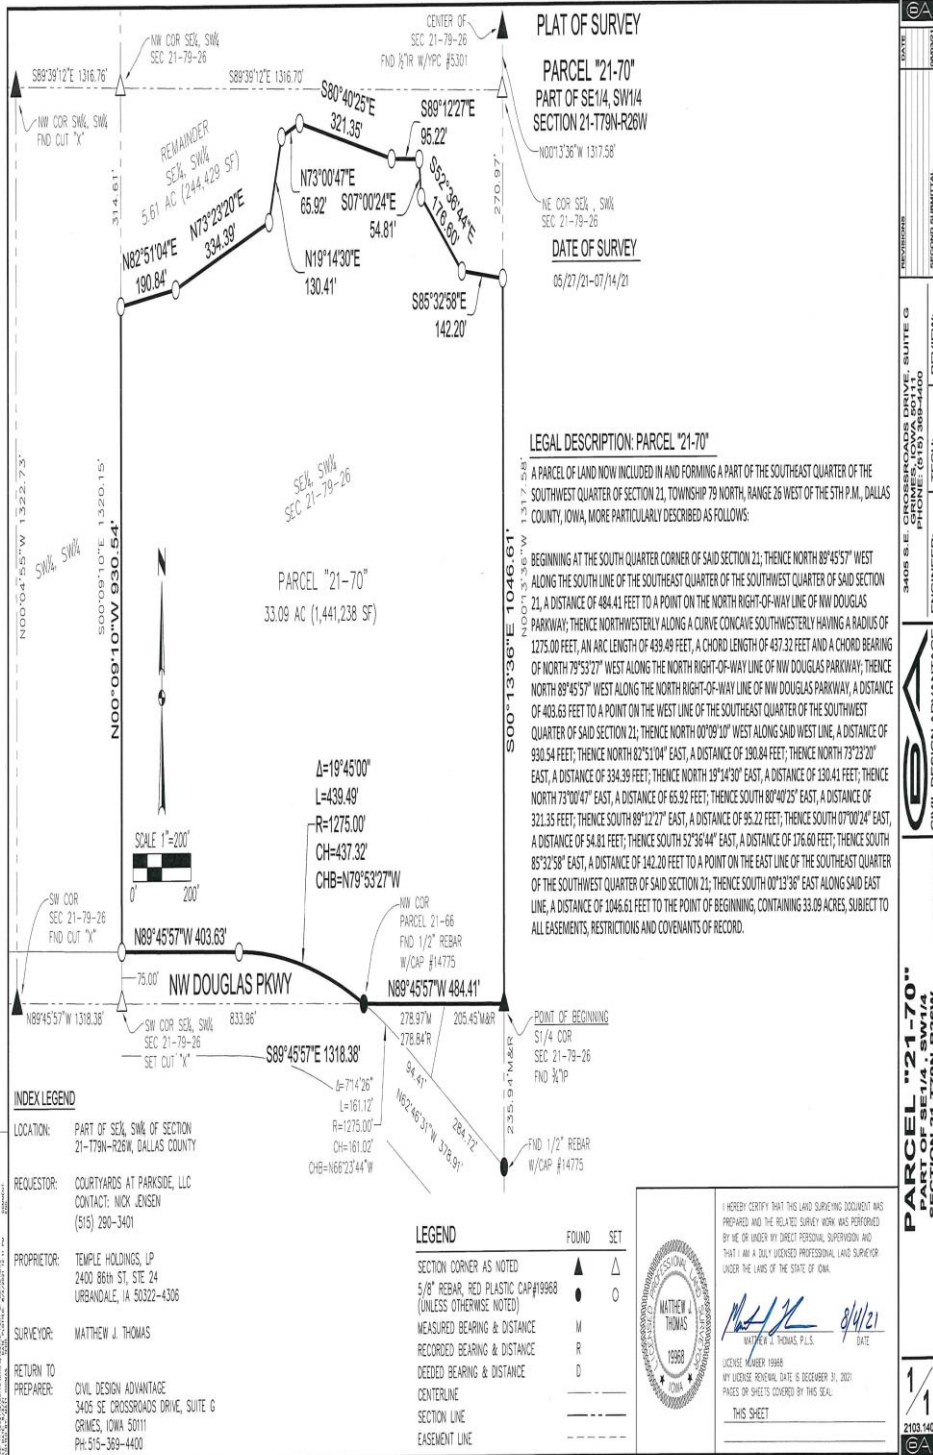 PLAT OF SURVEY
PARCEL "21-70"
PART OF SE1/4, SW1/4
SECTION 21-T79N-R26W
CENTER OF
SEC 21-79-26
FND ½"IR W/YPC #5301
NW COR SE¼, SW¼
SEC 21-79-26
S89°39'12"E 1316.76'
S89°39'12"E 1316.70'
NW COR SW¼, SW¼
FND CUT "X"
N00°13'36"W 1317.58'
NE COR SE¼ , SW¼
SEC 21-79-26
DATE OF SURVEY
05/27/21-07/14/21
REMAINDER
SE¼, SW¼
5.61 AC (244,429 SF)
314.61'
270.97'
S80°40'25"E
321.35'
S89°12'27"E
95.22'
N73°00'47"E
65.92'
S07°00'24"E
54.81'
S52°36'44"E
176.60'
N73°23'20"E
334.39'
N82°51'04"E
190.84'
N19°14'30"E
130.41'
S85°32'58"E
142.20'
N00°04'55"W 1322.73'
SW¼, SW¼
S00°09'10"E 1320.15'
N00°09'10"W 930.54'
SE¼, SW¼
SEC 21-79-26
PARCEL "21-70"
33.09 AC (1,441,238 SF)
S00°13'36"E 1046.61'
N00°13'36"W 1317.58'
N
SCALE 1"=200'
0' 200'
Δ=19°45'00"
L=439.49'
R=1275.00'
CH=437.32'
CHB=N79°53'27"W
LEGAL DESCRIPTION: PARCEL "21-70"
A PARCEL OF LAND NOW INCLUDED IN AND FORMING A PART OF THE SOUTHEAST QUARTER OF THE
SOUTHWEST QUARTER OF SECTION 21, TOWNSHIP 79 NORTH, RANGE 26 WEST OF THE 5TH P.M., DALLAS
COUNTY, IOWA, MORE PARTICULARLY DESCRIBED AS FOLLOWS:
BEGINNING AT THE SOUTH QUARTER CORNER OF SAID SECTION 21; THENCE NORTH 89°45'57" WEST
ALONG THE SOUTH LINE OF THE SOUTHEAST QUARTER OF THE SOUTHWEST QUARTER OF SAID SECTION
21, A DISTANCE OF 484.41 FEET TO A POINT ON THE NORTH RIGHT-OF-WAY LINE OF NW DOUGLAS
PARKWAY; THENCE NORTHWESTERLY ALONG A CURVE CONCAVE SOUTHWESTERLY HAVING A RADIUS OF
1275.00 FEET, AN ARC LENGTH OF 439.49 FEET, A CHORD LENGTH OF 437.32 FEET AND A CHORD BEARING
OF NORTH 79°53'27" WEST ALONG THE NORTH RIGHT-OF-WAY LINE OF NW DOUGLAS PARKWAY; THENCE
NORTH 89°45'57" WEST ALONG THE NORTH RIGHT-OF-WAY LINE OF NW DOUGLAS PARKWAY, A DISTANCE
OF 403.63 FEET TO A POINT ON THE WEST LINE OF THE SOUTHEAST QUARTER OF THE SOUTHWEST
QUARTER OF SAID SECTION 21; THENCE NORTH 00°09'10" WEST ALONG SAID WEST LINE, A DISTANCE OF
930.54 FEET; THENCE NORTH 82°51'04" EAST, A DISTANCE OF 190.84 FEET; THENCE NORTH 73°23'20"
EAST, A DISTANCE OF 334.39 FEET; THENCE NORTH 19°14'30" EAST, A DISTANCE OF 130.41 FEET; THENCE
NORTH 73°00'47" EAST, A DISTANCE OF 65.92 FEET; THENCE SOUTH 80°40'25" EAST, A DISTANCE OF
321.35 FEET; THENCE SOUTH 89°12'27" EAST, A DISTANCE OF 95.22 FEET; THENCE SOUTH 07°00'24" EAST,
A DISTANCE OF 54.81 FEET; THENCE SOUTH 52°36'44" EAST, A DISTANCE OF 176.60 FEET; THENCE SOUTH
85°32'58" EAST, A DISTANCE OF 142.20 FEET TO A POINT ON THE EAST LINE OF THE SOUTHEAST QUARTER
OF THE SOUTHWEST QUARTER OF SAID SECTION 21; THENCE SOUTH 00°13'36" EAST ALONG SAID EAST
LINE, A DISTANCE OF 1046.61 FEET TO THE POINT OF BEGINNING, CONTAINING 33.09 ACRES, SUBJECT TO
ALL EASEMENTS, RESTRICTIONS AND COVENANTS OF RECORD.
SW COR
SEC 21-79-26
FND CUT "X"
N89°45'57"W 403.63'
75.00'
NW DOUGLAS PKWY
NW COR
PARCEL 21-66
FND 1/2" REBAR
W/CAP #14775
N89°45'57"W 484.41'
N89°45'57"W 1318.38'
SW COR SE¼, SW¼
SEC 21-79-26
SET CUT "X"
833.96'
278.97'M
278.84'R
205.45'M&R
S89°45'57"E 1318.38'
POINT OF BEGINNING
S1/4 COR
SEC 21-79-26
FND ¾"IP
Δ=7°14'26"
L=161.12'
R=1275.00'
CH=161.02'
CHB=N66°23'44"W
94.41'
284.72'
N62°46'31"W 378.91'
235.94'M&R
FND 1/2" REBAR
W/CAP #14775
INDEX LEGEND
LOCATION: PART OF SE¼, SW¼ OF SECTION
21-T79N-R26W, DALLAS COUNTY
REQUESTOR: COURTYARDS AT PARKSIDE, LLC
CONTACT: NICK JENSEN
(515) 290-3401
PROPRIETOR: TEMPLE HOLDINGS, LP
2400 86th ST, STE 24
URBANDALE, IA 50322-4306
SURVEYOR: MATTHEW J. THOMAS
RETURN TO
PREPARER: CIVIL DESIGN ADVANTAGE
3405 SE CROSSROADS DRIVE, SUITE G
GRIMES, IOWA 50111
PH: 515-369-4400
LEGEND FOUND SET
SECTION CORNER AS NOTED
5/8" REBAR, RED PLASTIC CAP#19968
(UNLESS OTHERWISE NOTED)
MEASURED BEARING & DISTANCE M
RECORDED BEARING & DISTANCE R
DEEDED BEARING & DISTANCE D
CENTERLINE
SECTION LINE
EASEMENT LINE
MATTHEW J.
THOMAS
19968
IOWA
I HEREBY CERTIFY THAT THIS LAND SURVEYING DOCUMENT WAS
PREPARED AND THE RELATED SURVEY WORK WAS PERFORMED
BY ME OR UNDER MY DIRECT PERSONAL SUPERVISION AND
THAT I AM A DULY LICENSED PROFESSIONAL LAND SURVEYOR
UNDER THE LAWS OF THE STATE OF IOWA.
8/4/21
MATTHEW J. THOMAS, P.L.S. DATE
LICENSE NUMBER 19968
MY LICENSE RENEWAL DATE IS DECEMBER 31, 2021
PAGES OR SHEETS COVERED BY THIS SEAL:
THIS SHEET
DATE
REVISIONS
3405 S.E. CROSSROADS DRIVE, SUITE G
GRIMES, IOWA 50111
PHONE: (515) 369-4400
CIVIL DESIGN ADVANTAGE
PARCEL "21-70"
PART OF SE1/4, SW1/4
SECTION 21-T79N-R26W
1/1
2103.140